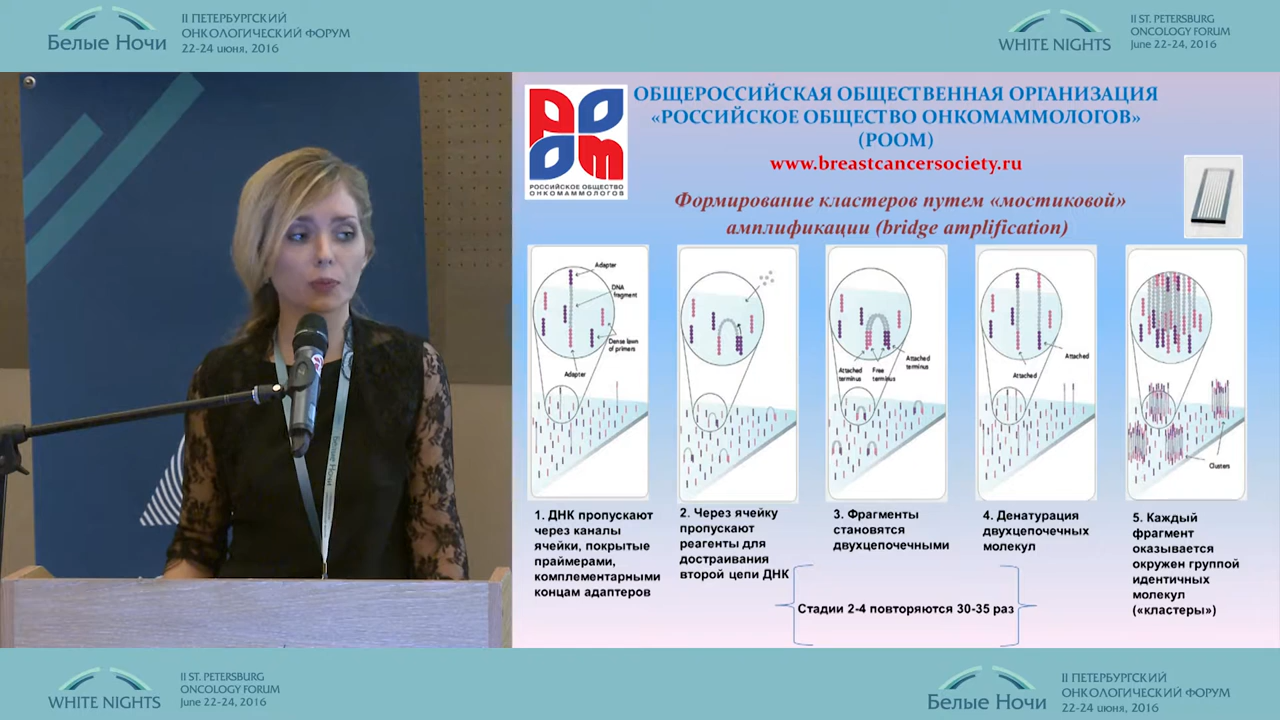 Белые Ночи
II ПЕТЕРБУРГСКИЙ
ОНКОЛОГИЧЕСКИЙ ФОРУМ
22-24 июня, 2016
WHITE NIGHTS
II ST. PETERSBURG
ONCOLOGY FORUM
June 22-24, 2016
РООМ
РОССИЙСКОЕ ОБЩЕСТВО
ОНКОМАММОЛОГОВ
ОБЩЕРОССИЙСКАЯ ОБЩЕСТВЕННАЯ ОРГАНИЗАЦИЯ
«РОССИЙСКОЕ ОБЩЕСТВО ОНКОМАММОЛОГОВ»
(РООМ)
www.breastcancersociety.ru
Формирование кластеров путем «мостиковой»
амплификации (bridge amplification)
Adapter
DNA
fragment
Dense lawn
of primers
Adapter
Attached
terminus
Free
terminus
Attached
terminus
Attached
Attached
Clusters
1. ДНК пропускают
через каналы
ячейки, покрытые
праймерами,
комплементарными
концам адаптеров
2. Через ячейку
пропускают
реагенты для
достраивания
второй цепи ДНК
3. Фрагменты
становятся
двухцепочечными
4. Денатурация
двухцепочечных
молекул
5. Каждый
фрагмент
оказывается
окружен группой
идентичных
молекул
(«кластеры»)
Стадии 2-4 повторяются 30-35 раз
Белые Ночи
WHITE NIGHTS
II ST. PETERSBURG
ONCOLOGY FORUM
June 22-24, 2016
Белые Ночи
II ПЕТЕРБУРГСКИЙ
ОНКОЛОГИЧЕСКИЙ ФОРУМ
22-24 июня, 2016